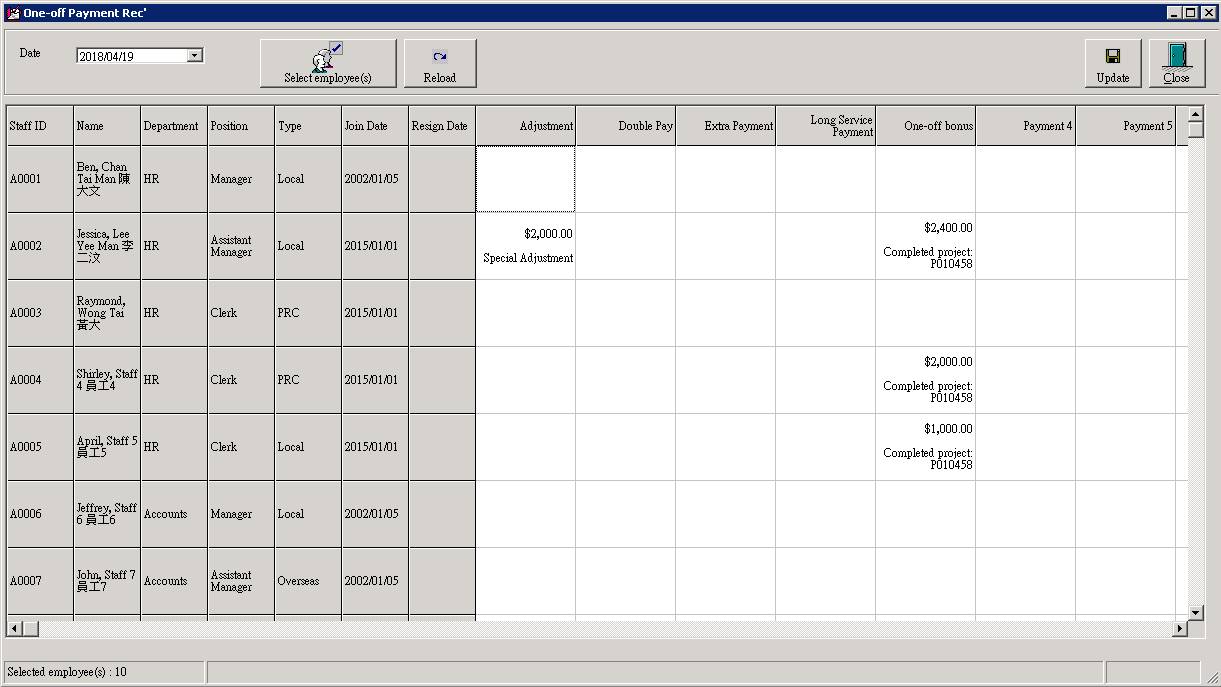 One-off Payment Rec'
Date
2018/04/19
Select employee(s)
Reload
Update
Close
Staff ID
Name
Department
Position
Type
Join Date
Resign Date
Adjustment
Double Pay
Extra Payment
Long Service
Payment
One-off bonus
Payment 4
Payment 5
A0001
Ben, Chan
Tai Man 陳
大文
HR
Manager
Local
2002/01/05
A0002
Jessica, Lee
Yee Man 李
二汶
HR
Assistant
Manager
Local
2015/01/01
$2,000.00
Special Adjustment
$2,400.00
Completed project:
P010458
A0003
Raymond,
Wong Tai
黃大
HR
Clerk
PRC
2015/01/01
A0004
Shirley, Staff
4 員工4
HR
Clerk
PRC
2015/01/01
$2,000.00
Completed project:
P010458
A0005
April, Staff 5
員工5
HR
Clerk
Local
2015/01/01
$1,000.00
Completed project:
P010458
A0006
Jeffrey, Staff
6 員工6
Accounts
Manager
Local
2002/01/05
A0007
John, Staff 7
員工7
Accounts
Assistant
Manager
Overseas
2002/01/05
Selected employee(s) : 10